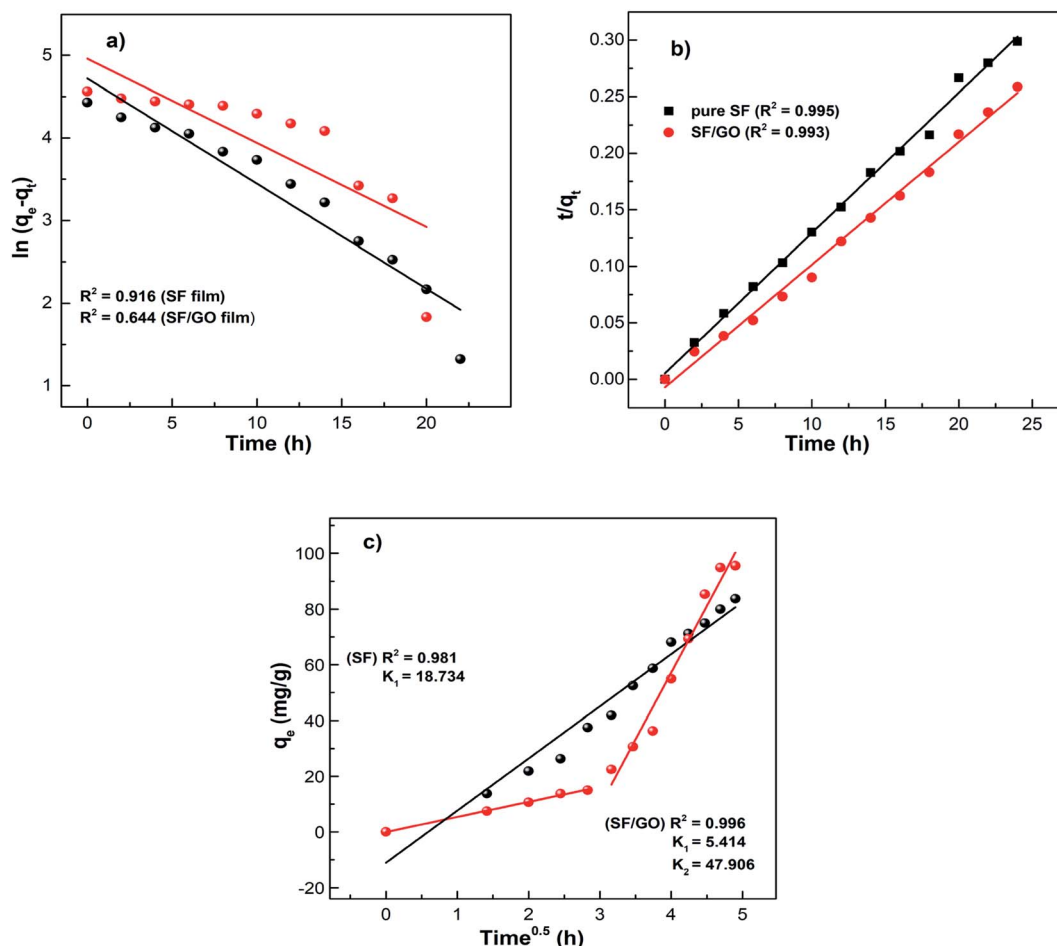 a)
ln (qe-qt)
5
4
3
2
1
R² = 0.916 (SF film)
R² = 0.644 (SF/GO film)
0 5 10 15 20
Time (h)
b)
t/qt
0.30
0.25
0.20
0.15
0.10
0.05
0.00
pure SF (R² = 0.995)
SF/GO (R² = 0.993)
0 5 10 15 20 25
Time (h)
c)
qe (mg/g)
100
80
60
40
20
0
-20
(SF) R² = 0.981
K₁ = 18.734
(SF/GO) R² = 0.996
K₁ = 5.414
K₂ = 47.906
0 1 2 3 4 5
Time⁰·⁵ (h)